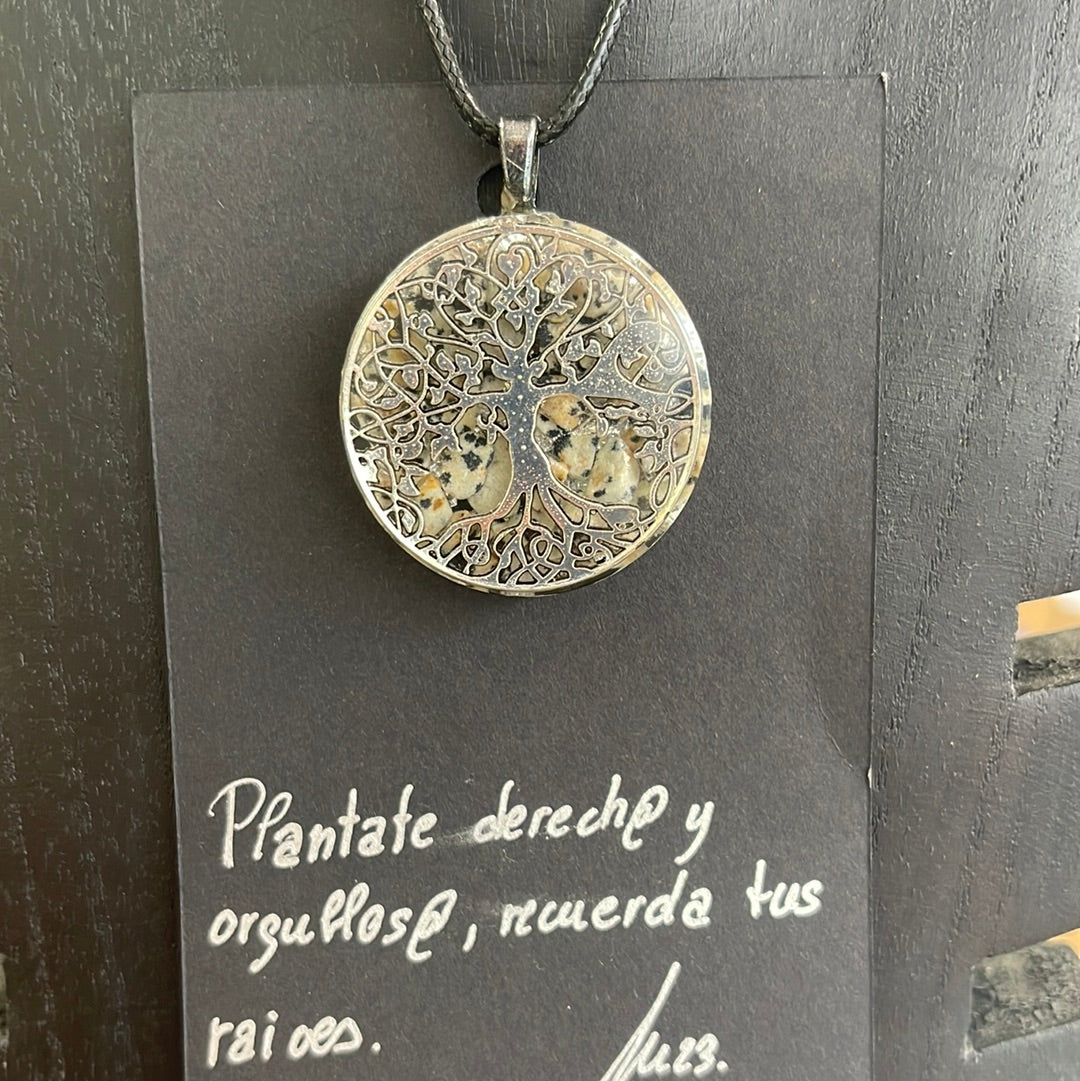 Plantate derech@ y
orgullos@, recuerda tus
raices.